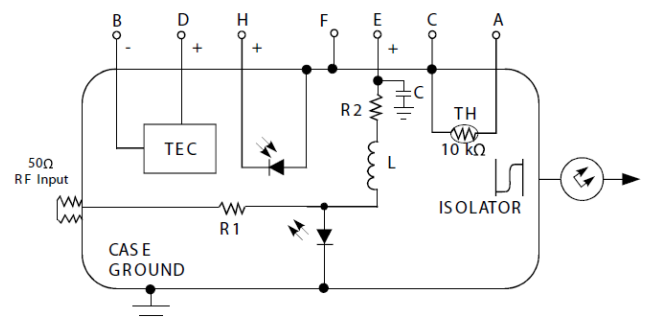 B D H F E C A
- + + +
C
R2
TH
10 kΩ
TEC
50Ω
RF Input
L
ISOLATOR
R1
CASE
GROUND